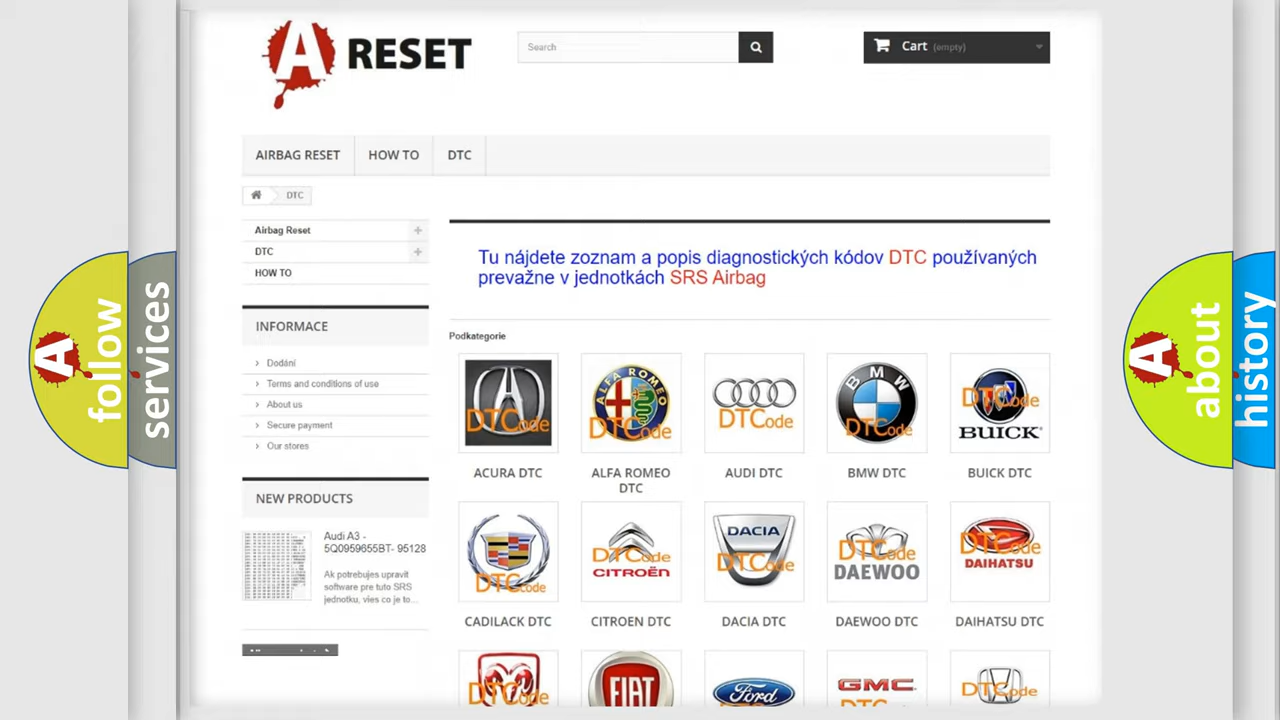 A RESET
Search
Cart (empty)
AIRBAG RESET
HOW TO
DTC
DTC
Airbag Reset
DTC
HOW TO
INFORMACE
Dodání
Terms and conditions of use
About us
Secure payment
Our stores
NEW PRODUCTS
Audi A3 -
5Q0959655BT- 95128
Ak potrebujes upravit
software pre tuto SRS
jednotku, vies co je to...
Tu nájdete zoznam a popis diagnostických kódov DTC používaných
prevažne v jednotkách SRS Airbag
Podkategorie
DTCode
ALFA ROMEO
DTCode
DTCode
BMW
DTCode
DTCode
BUICK
ACURA DTC
ALFA ROMEO
DTC
AUDI DTC
BMW DTC
BUICK DTC
DTCode
DTCode
CITROËN
DACIA
DTCode
DTCode
DAEWOO
DTCode
DAIHATSU
CADILACK DTC
CITROEN DTC
DACIA DTC
DAEWOO DTC
DAIHATSU DTC
DTCode
FIAT
Ford
GMC
DTCode
A follow
services
A about
history